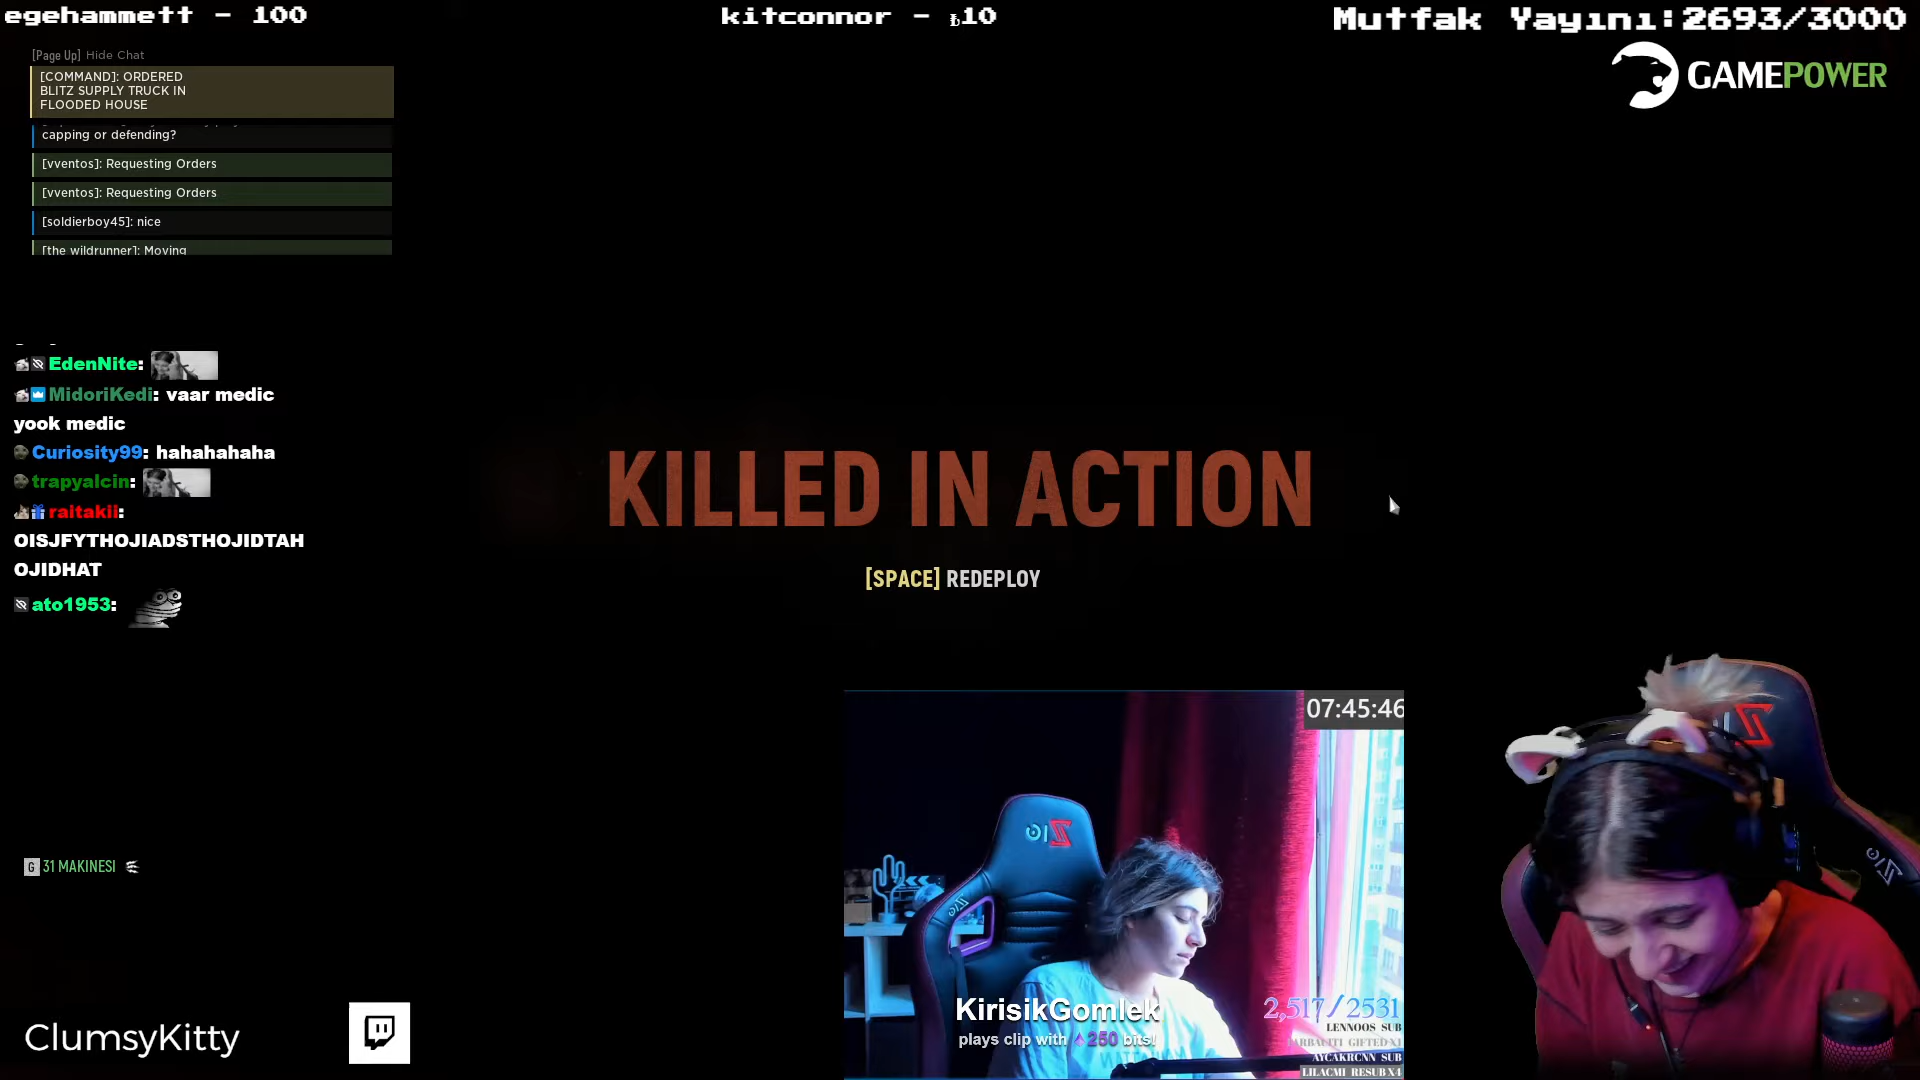 egehammett - 100
kitconnor - ₺10
Mutfak Yayını:2693/3000
GAMEPOWER
[Page Up] Hide Chat
[COMMAND]: ORDERED
BLITZ SUPPLY TRUCK IN
FLOODED HOUSE
capping or defending?
[vventos]: Requesting Orders
[vventos]: Requesting Orders
[soldierboy45]: nice
[the wildrunner]: Moving
EdenNite:
MidoriKedi: vaar medic
yook medic
Curiosity99: hahahahaha
trapyalcin:
raitakii:
OISJFYTHOJIADSTHOJIDTAH
OJIDHAT
ato1953:
KILLED IN ACTION
[SPACE] REDEPLOY
07:45:46
G 31 MAKINESI
KirisikGomlek
plays clip with 250 bits!
2,517/2531
LENNOOS SUB
GIFTED X1
AYCAKRCNN SUB
LILACMI RESUB X4
ClumsyKitty